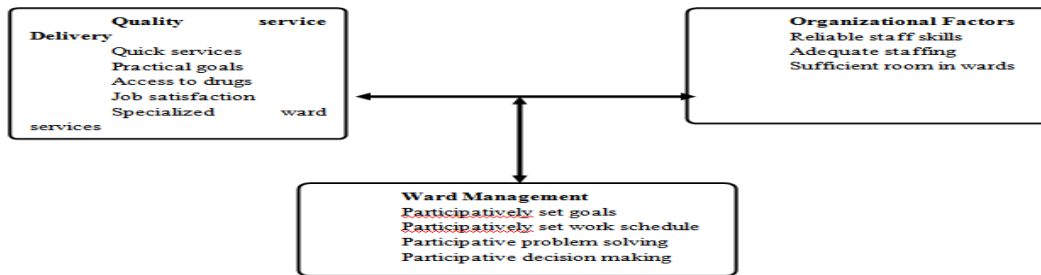 Quality service
Delivery
Quick services
Practical goals
Access to drugs
Job satisfaction
Specialized ward
services
Organizational Factors
Reliable staff skills
Adequate staffing
Sufficient room in wards
Ward Management
Participatively set goals
Participatively set work schedule
Participative problem solving
Participative decision making